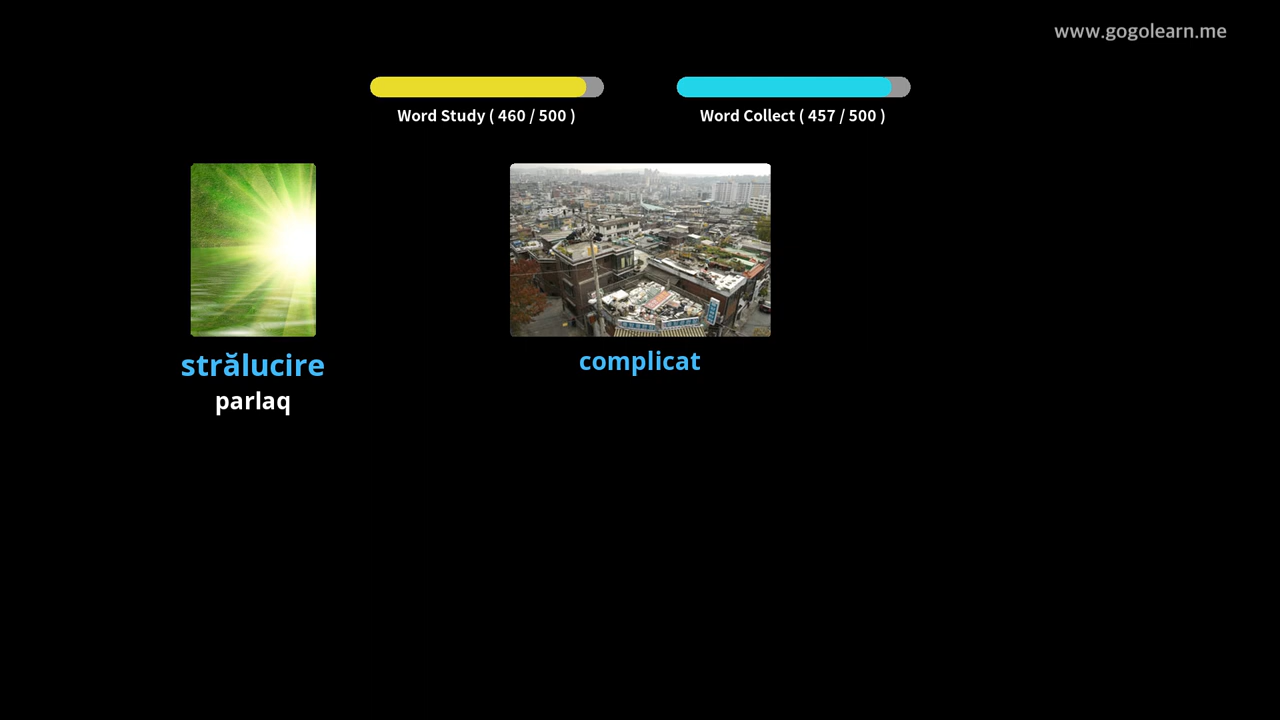 www.gogolearn.me
Word Study ( 460 / 500 )
Word Collect ( 457 / 500 )
strălucire
parlaq
complicat